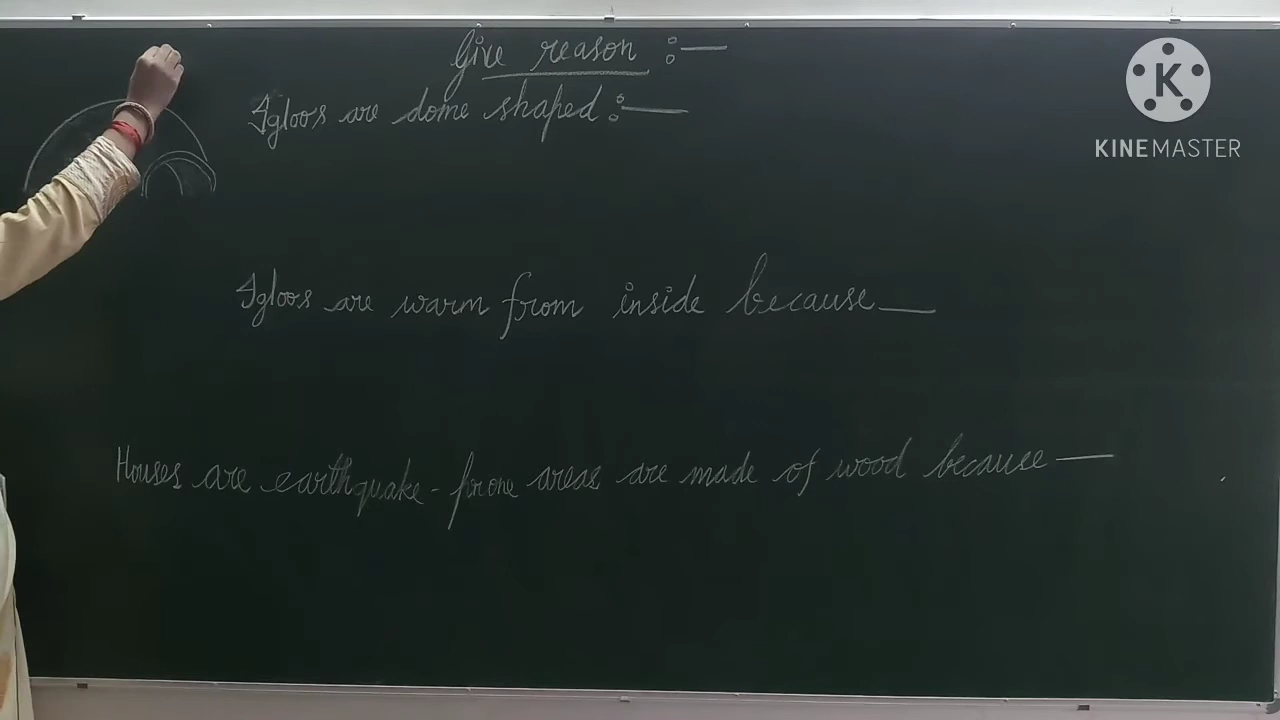 Give reason :—
Igloos are dome shaped :—
Igloos are warm from inside because —
Houses are earthquake - prone areas are made of wood because —
K
KINEMASTER